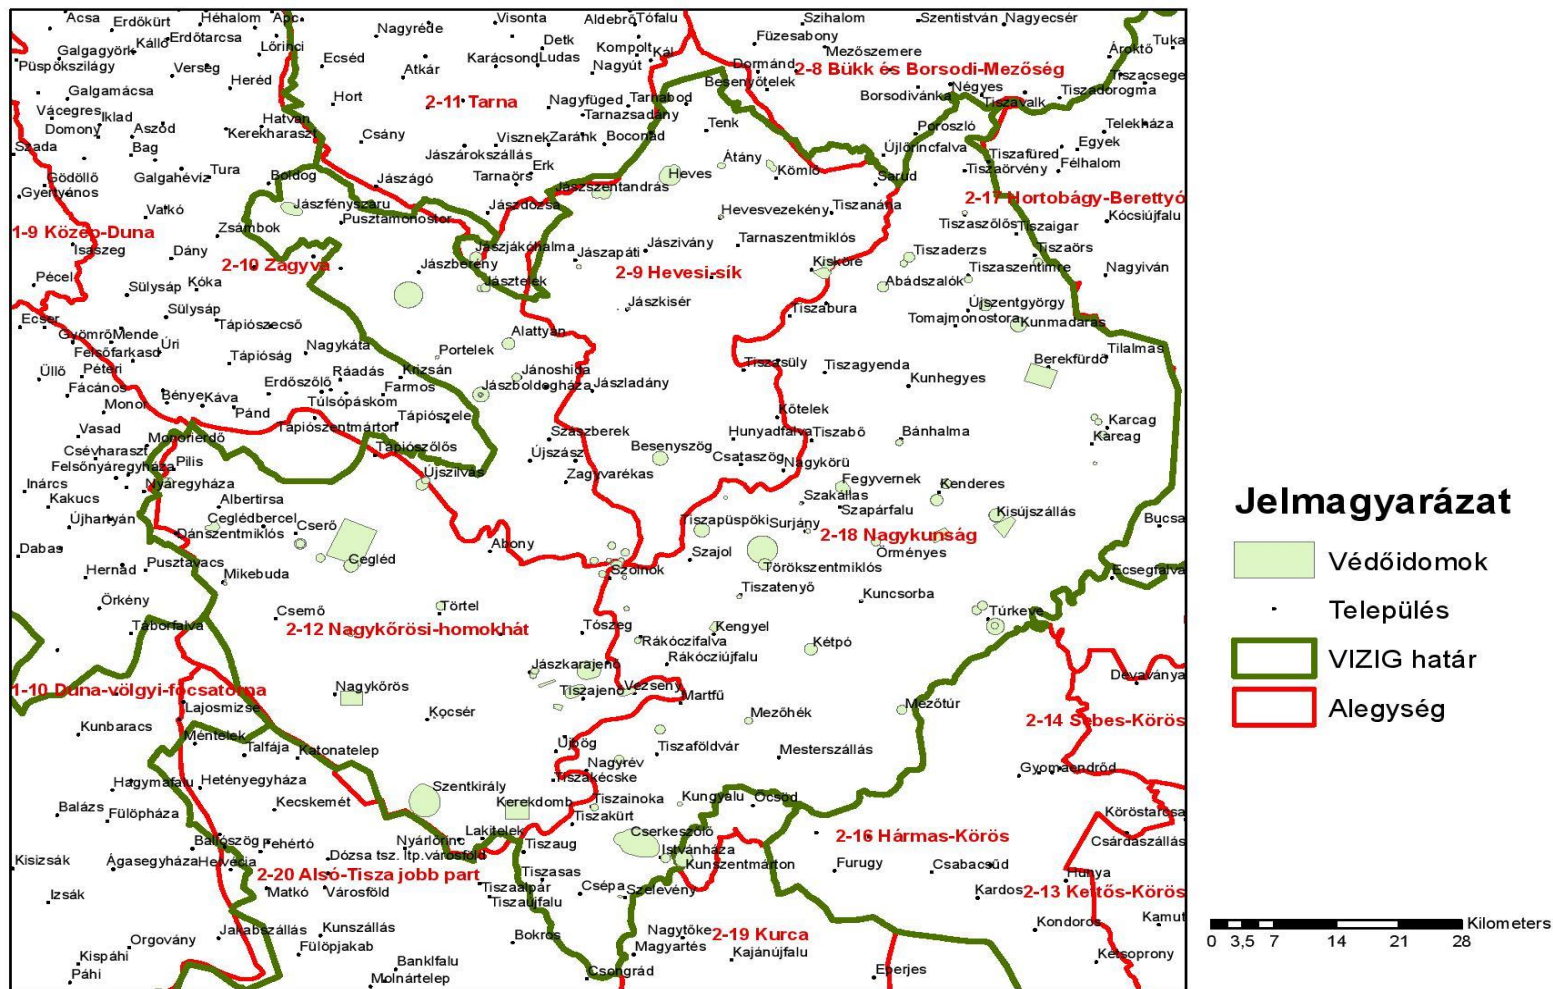 Acsa
Erdőkürt
Héhalom
Apc
Nagyréde
Visonta
Aldebrő
Tófalu
Szihalom
Szentistván
Nagyecsér
Galgagyörk
Kálló
Erdőtarcsa
Lőrinci
Ecséd
Detk
Kompolt
Kál
Füzesabony
Mezőszemere
Ároktő
Tuka
Püspökszilágy
Verseg
Heréd
Atkár
Karácsond
Ludas
Nagyút
Dormánd
2-8 Bükk és Borsodi-Mezőség
Tiszacsege
Galgamácsa
Hort
2-11 Tarna
Nagyfüged
Tarnabod
Besenyőtelek
Borsodivánka
Négyes
Tiszavalk
Tiszadorogma
Vácegres
Iklad
Hatvan
Tarnazsadány
Domony
Aszód
Kerekharaszt
Csány
Visznek
Zaránk
Boconád
Tenk
Poroszló
Telekháza
Szada
Bag
Jászárokszállás
Újlőrincfalva
Tiszafüred
Egyek
Gödöllő
Galgahévíz
Tura
Boldog
Jászágó
Erk
Tarnaörs
Átány
Kömlő
Sarud
Tiszaörvény
Félhalom
Gyertyános
Jászszentandrás
Heves
2-17 Hortobágy-Berettyó
Valkó
Jászfényszaru
Pusztamonostor
Jászdózsa
Hevesvezekény
Tiszanána
Kócsiújfalu
1-9 Közép-Duna
Zsámbok
Tiszaszőlős
Tiszaigar
Isaszeg
Dány
Jászjákóhalma
Jászapáti
Jászivány
Tarnaszentmiklós
Tiszaderzs
Tiszaörs
2-10 Zagyva
Jászberény
2-9 Hevesi-sík
Kisköre
Tiszaszentimre
Nagyiván
Pécel
Sülysáp
Kóka
Jásztelek
Abádszalók
Sülysáp
Jászkisér
Tiszabura
Újszentgyörgy
Ecser
Tápiószecső
Tomajmonostora
Kunmadaras
Gyömrő
Mende
Úri
Alattyán
Felsőfarkasd
Tápióság
Nagykáta
Portelek
Tiszasüly
Tiszagyenda
Berekfürdő
Tilalmas
Üllő
Péteri
Ráadás
Krizsán
Jánoshida
Kunhegyes
Fácános
Erdőszőlő
Farmos
Jászboldogháza
Jászladány
Monor
Bénye
Káva
Pánd
Túlsópáskom
Tápiószele
Kőtelek
Vasad
Monorierdő
Tápiószentmárton
Szászberek
Hunyadfalva
Tiszabő
Bánhalma
Karcag
Karcag
Csévharaszt
Tápiószőlős
Újszász
Besenyszög
Csataszög
Nagykörü
Felsőnyáregyháza
Pilis
Újszilvás
Zagyvarékas
Inárcs
Nyáregyháza
Fegyvernek
Kenderes
Kakucs
Albertirsa
Szakállas
Szapárfalu
Újhartyán
Ceglédbercel
Cserő
Tiszapüspöki
Surjány
Kisújszállás
Bucsa
Dánszentmiklós
2-18 Nagykunság
Dabas
Cegléd
Abony
Szajol
Örményes
Hernád
Pusztavacs
Mikebuda
Szolnok
Törökszentmiklós
Ecsegfalva
Örkény
Tiszatenyő
Kuncsorba
Csemő
Törtel
Túrkeve
Táborfalva
2-12 Nagykőrösi-homokhát
Tószeg
Kengyel
Rákóczifalva
Kétpó
Rákócziújfalu
Jászkarajenő
Dévaványa
1-10 Duna-völgyi-főcsatorna
Nagykőrös
Tiszajenő
Vezseny
Martfű
Lajosmizse
Kocsér
Mezőhék
Mezőtúr
2-14 Sebes-Körös
Kunbaracs
Méntelek
Talfája
Katonatelep
Újbög
Tiszaföldvár
Mesterszállás
Nagyrév
Gyomaendrőd
Hagymafalu
Hetényegyháza
Tiszakécske
Balázs
Fülöpháza
Kecskemét
Szentkirály
Kerekdomb
Tiszainoka
Kungyalu
Öcsöd
Köröstarcsa
Tiszakürt
Ballószög
Fehértó
Nyárlőrinc
Lakitelek
Tiszaug
Cserkeszőlő
2-16 Hármas-Körös
Csárdaszállás
Kisizsák
Ágasegyháza
Helvécia
Dózsa tsz. ltp.városföld
Istvánháza
Kunszentmárton
Furugy
Csabacsűd
Hunya
2-20 Alsó-Tisza jobb part
Tiszasas
Izsák
Matkó
Városföld
Tiszaalpár
Csépa
Szelevény
Kardos
2-13 Kettős-Körös
Tiszaújfalu
Orgovány
Jakabszállás
Kunszállás
Bokros
Nagytőke
2-19 Kurca
Kondoros
Kamut
Kispáhi
Fülöpjakab
Magyartés
Kajánújfalu
Kétsoprony
Páhi
Bankfalu
Molnártelep
Csongrád
Eperjes
Jelmagyarázat
Védőidomok
Település
VIZIG határ
Alegység
Kilometers
0 3,5 7 14 21 28